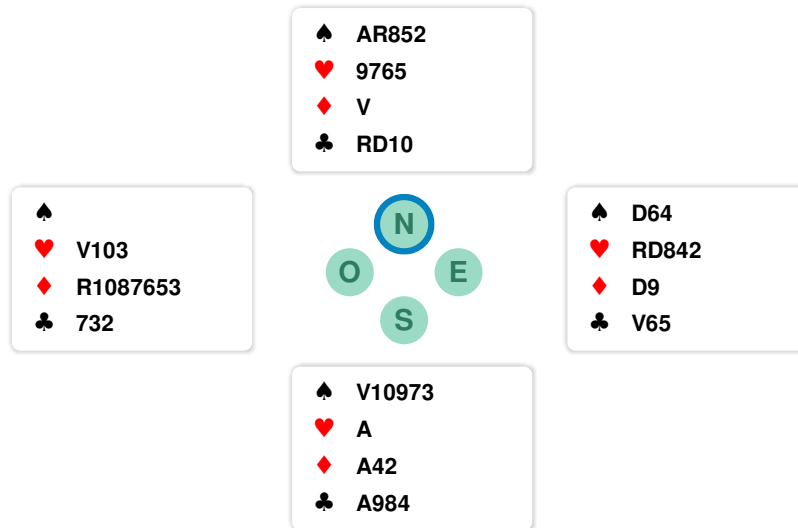 ♠ AR852
♥ 9765
♦ V
♣ RD10
♠
♥ V103
♦ R1087653
♣ 732
N
O E
S
♠ D64
♥ RD842
♦ D9
♣ V65
♠ V10973
♥ A
♦ A42
♣ A984